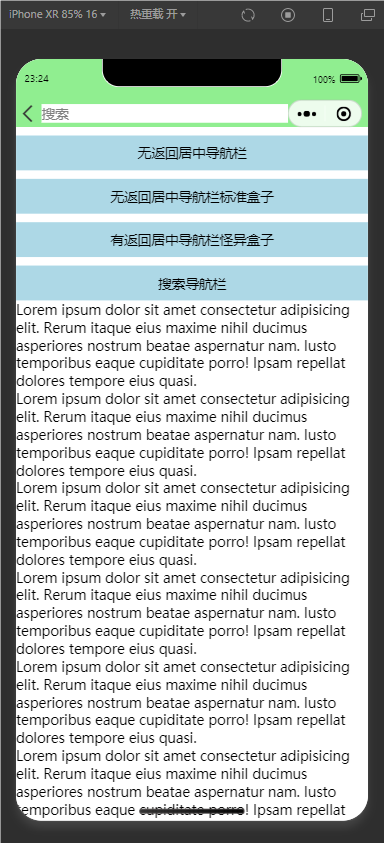 iPhone XR 85% 16 热重载 开
23:24 100%
搜索
无返回居中导航栏
无返回居中导航栏标准盒子
有返回居中导航栏怪异盒子
搜索导航栏
Lorem ipsum dolor sit amet consectetur adipisicing
elit. Rerum itaque eius maxime nihil ducimus
asperiores nostrum beatae aspernatur nam. Iusto
temporibus eaque cupiditate porro! Ipsam repellat
dolores tempore eius quasi.
Lorem ipsum dolor sit amet consectetur adipisicing
elit. Rerum itaque eius maxime nihil ducimus
asperiores nostrum beatae aspernatur nam. Iusto
temporibus eaque cupiditate porro! Ipsam repellat
dolores tempore eius quasi.
Lorem ipsum dolor sit amet consectetur adipisicing
elit. Rerum itaque eius maxime nihil ducimus
asperiores nostrum beatae aspernatur nam. Iusto
temporibus eaque cupiditate porro! Ipsam repellat
dolores tempore eius quasi.
Lorem ipsum dolor sit amet consectetur adipisicing
elit. Rerum itaque eius maxime nihil ducimus
asperiores nostrum beatae aspernatur nam. Iusto
temporibus eaque cupiditate porro! Ipsam repellat
dolores tempore eius quasi.
Lorem ipsum dolor sit amet consectetur adipisicing
elit. Rerum itaque eius maxime nihil ducimus
asperiores nostrum beatae aspernatur nam. Iusto
temporibus eaque cupiditate porro! Ipsam repellat
dolores tempore eius quasi.
Lorem ipsum dolor sit amet consectetur adipisicing
elit. Rerum itaque eius maxime nihil ducimus
asperiores nostrum beatae aspernatur nam. Iusto
temporibus eaque cupiditate porro! Ipsam repellat